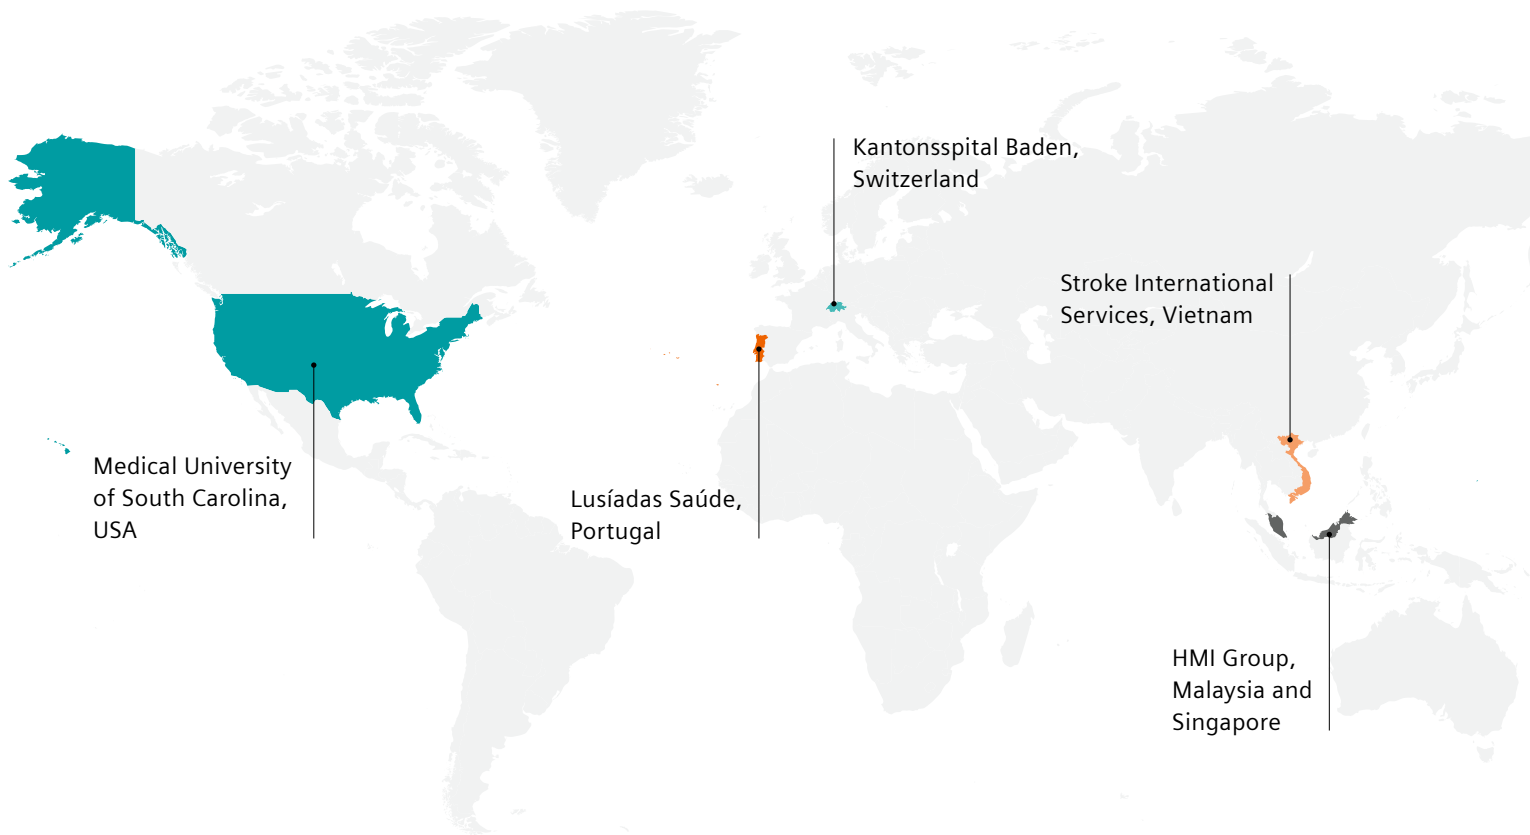 Kantonsspital Baden,
Switzerland
Stroke International
Services, Vietnam
Medical University
of South Carolina,
USA
Lusíadas Saúde,
Portugal
HMI Group,
Malaysia and
Singapore